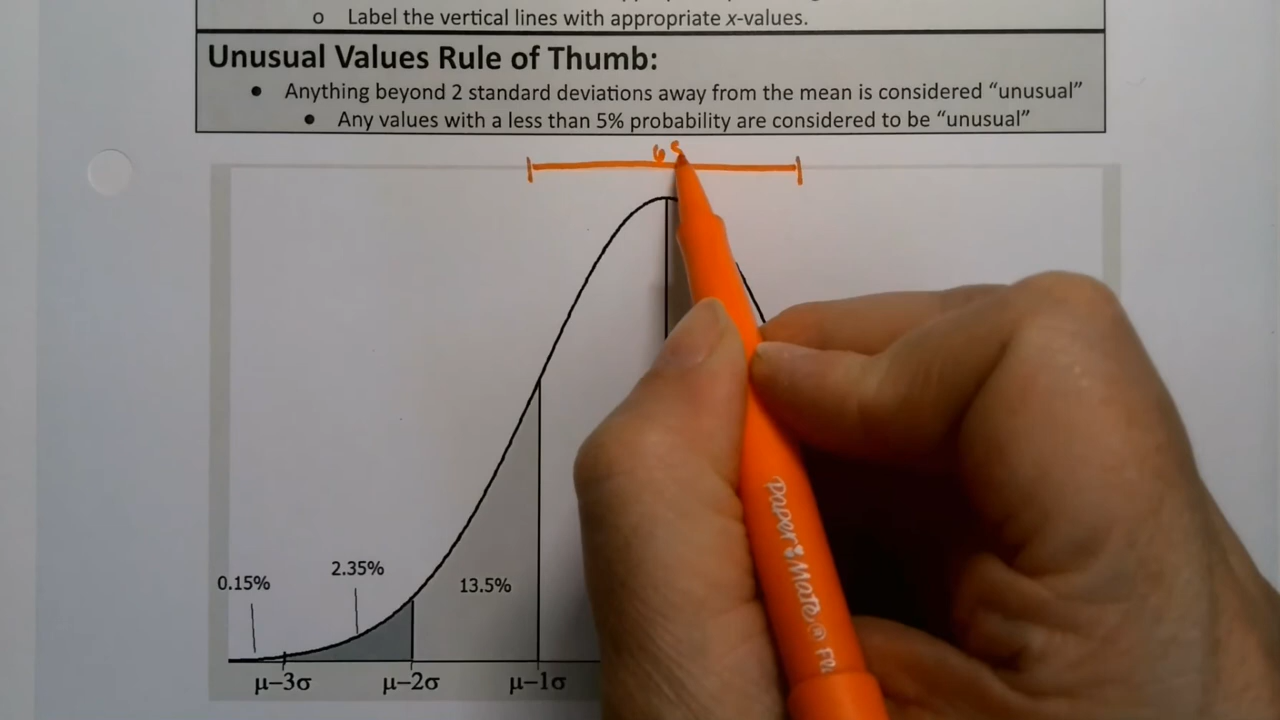 o Label the vertical lines with appropriate x-values.
Unusual Values Rule of Thumb:
• Anything beyond 2 standard deviations away from the mean is considered “unusual”
• Any values with a less than 5% probability are considered to be “unusual”
0.15%
2.35%
13.5%
μ–3σ
μ–2σ
μ–1σ
paper mate®